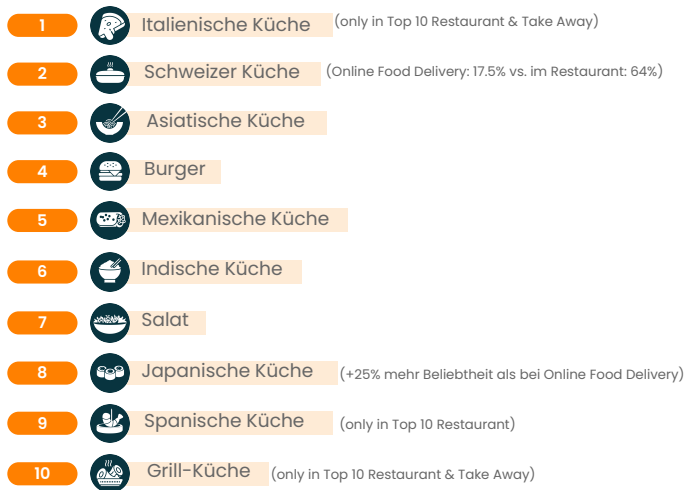 1 Italienische Küche (only in Top 10 Restaurant & Take Away)
2 Schweizer Küche (Online Food Delivery: 17.5% vs. im Restaurant: 64%)
3 Asiatische Küche
4 Burger
5 Mexikanische Küche
6 Indische Küche
7 Salat
8 Japanische Küche (+25% mehr Beliebtheit als bei Online Food Delivery)
9 Spanische Küche (only in Top 10 Restaurant)
10 Grill-Küche (only in Top 10 Restaurant & Take Away)